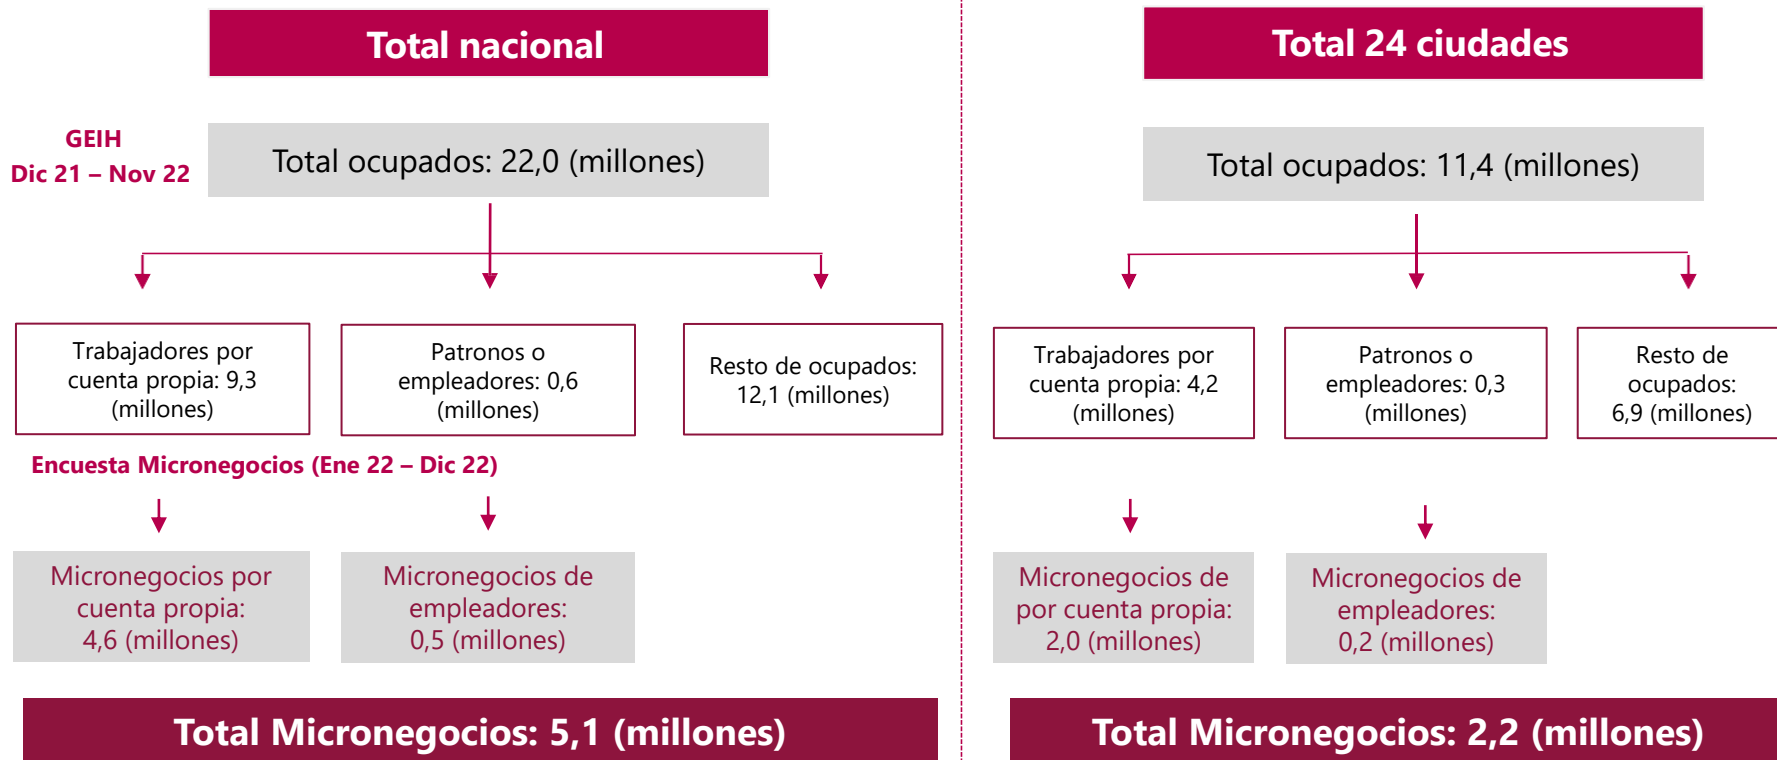 Total nacional
GEIH
Dic 21 – Nov 22
Total ocupados: 22,0 (millones)
Trabajadores por
cuenta propia: 9,3
(millones)
Patronos o
empleadores: 0,6
(millones)
Resto de ocupados:
12,1 (millones)
Encuesta Micronegocios (Ene 22 – Dic 22)
Micronegocios por
cuenta propia:
4,6 (millones)
Micronegocios de
empleadores:
0,5 (millones)
Total Micronegocios: 5,1 (millones)
Total 24 ciudades
Total ocupados: 11,4 (millones)
Trabajadores por
cuenta propia: 4,2
(millones)
Patronos o
empleadores: 0,3
(millones)
Resto de
ocupados:
6,9 (millones)
Micronegocios de
por cuenta propia:
2,0 (millones)
Micronegocios de
empleadores:
0,2 (millones)
Total Micronegocios: 2,2 (millones)